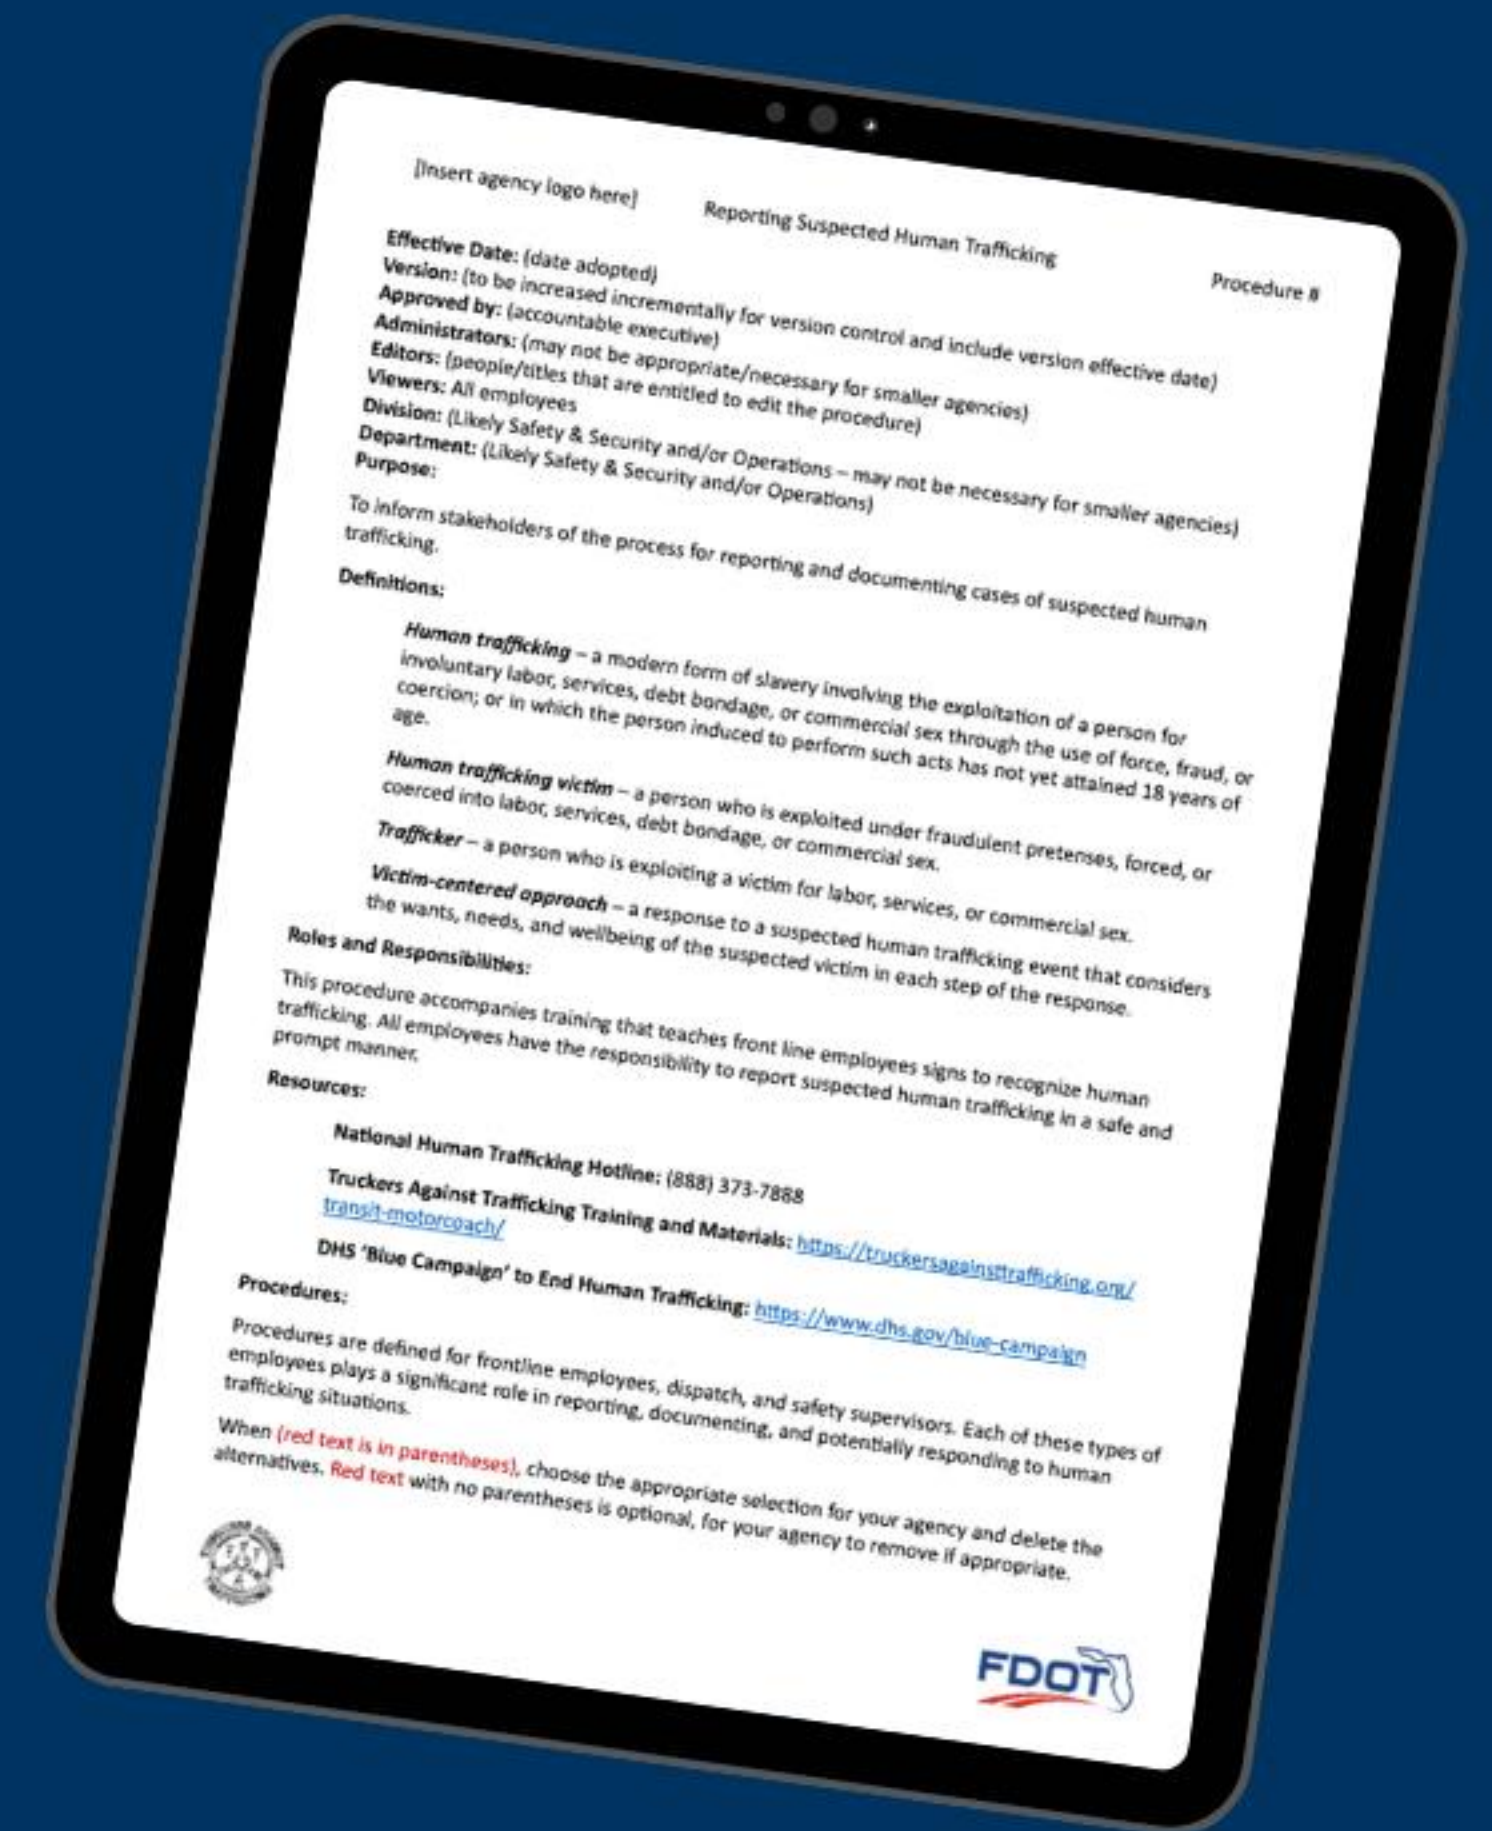 [Insert agency logo here]
Reporting Suspected Human Trafficking
Procedure #
Effective Date: (date adopted)
Version: (to be increased incrementally for version control and include version effective date)
Approved by: (accountable executive)
Administrators: (may not be appropriate/necessary for smaller agencies)
Editors: (people/titles that are entitled to edit the procedure)
Viewers: All employees
Division: (Likely Safety & Security and/or Operations – may not be necessary for smaller agencies)
Department: (Likely Safety & Security and/or Operations)
Purpose:
To inform stakeholders of the process for reporting and documenting cases of suspected human
trafficking.
Definitions:
Human trafficking – a modern form of slavery involving the exploitation of a person for
involuntary labor, services, debt bondage, or commercial sex through the use of force, fraud, or
coercion; or in which the person induced to perform such acts has not yet attained 18 years of
age.
Human trafficking victim – a person who is exploited under fraudulent pretenses, forced, or
coerced into labor, services, debt bondage, or commercial sex.
Trafficker – a person who is exploiting a victim for labor, services, or commercial sex.
Victim-centered approach – a response to a suspected human trafficking event that considers
the wants, needs, and wellbeing of the suspected victim in each step of the response.
Roles and Responsibilities:
This procedure accompanies training that teaches front line employees signs to recognize human
trafficking. All employees have the responsibility to report suspected human trafficking in a safe and
prompt manner.
Resources:
National Human Trafficking Hotline: (888) 373-7888
Truckers Against Trafficking Training and Materials: https://truckersagainsttrafficking.org/
transit-motorcoach/
DHS ‘Blue Campaign’ to End Human Trafficking: https://www.dhs.gov/blue-campaign
Procedures:
Procedures are defined for frontline employees, dispatch, and safety supervisors. Each of these types of
employees plays a significant role in reporting, documenting, and potentially responding to human
trafficking situations.
When (red text is in parentheses), choose the appropriate selection for your agency and delete the
alternatives. Red text with no parentheses is optional, for your agency to remove if appropriate.
FDOT